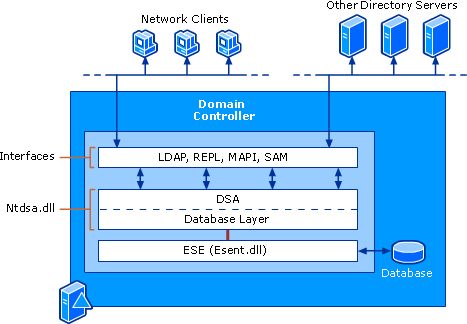 Network Clients
Other Directory Servers
Domain
Controller
Interfaces
LDAP, REPL, MAPI, SAM
Ntdsa.dll
DSA
Database Layer
ESE (Esent.dll)
Database